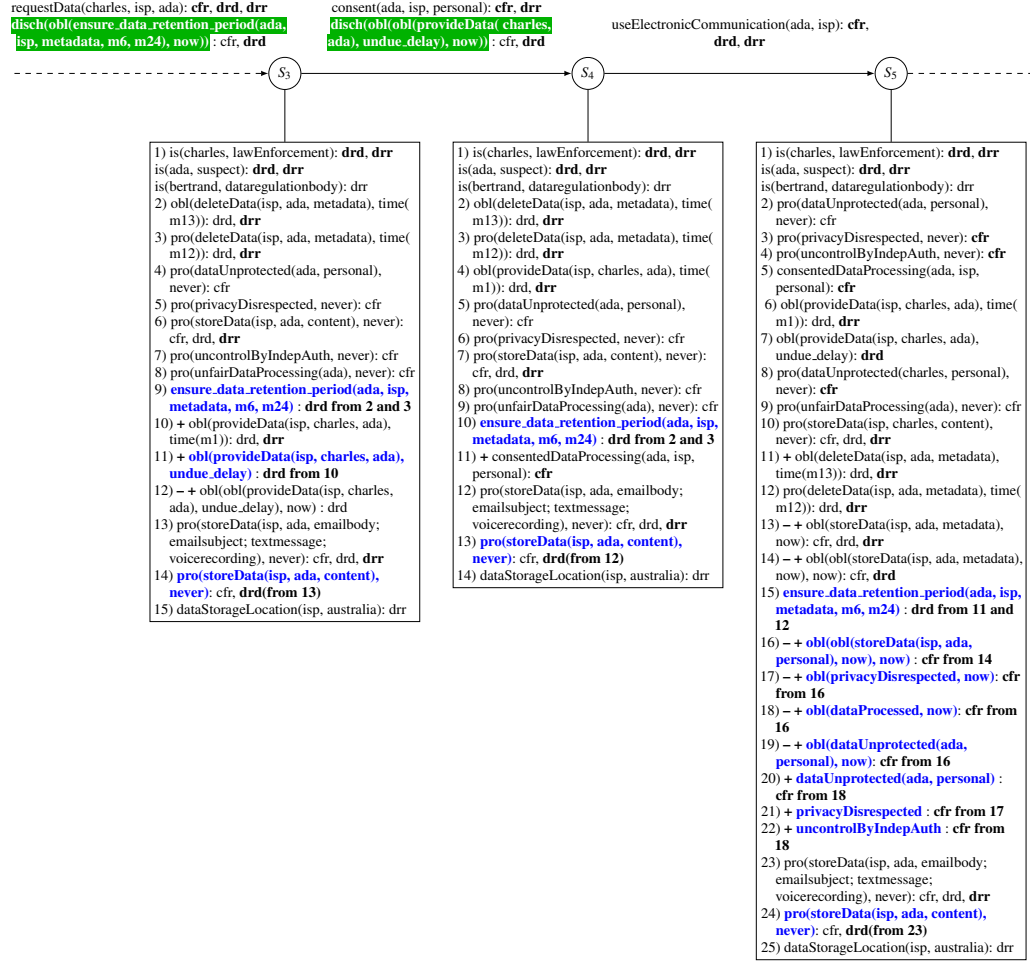 requestData(charles, isp, ada): cfr, drd, drr
disch(obl(ensure_data_retention_period(ada,
isp, metadata, m6, m24), now)) : cfr, drd
consent(ada, isp, personal): cfr, drr
disch(obl(obl(provideData( charles,
ada), undue_delay), now)) : cfr, drd
useElectronicCommunication(ada, isp): cfr,
drd, drr
S3
S4
S5
1) is(charles, lawEnforcement): drd, drr
is(ada, suspect): drd, drr
is(bertrand, dataregulationbody): drr
2) obl(deleteData(isp, ada, metadata), time(
m13)): drd, drr
3) pro(deleteData(isp, ada, metadata), time(
m12)): drd, drr
4) pro(dataUnprotected(ada, personal),
never): cfr
5) pro(privacyDisrespected, never): cfr
6) pro(storeData(isp, ada, content), never):
cfr, drd, drr
7) pro(uncontrolByIndepAuth, never): cfr
8) pro(unfairDataProcessing(ada), never): cfr
9) ensure_data_retention_period(ada, isp,
metadata, m6, m24) : drd from 2 and 3
10) + obl(provideData(isp, charles, ada),
time(m1)): drd, drr
11) + obl(provideData(isp, charles, ada),
undue_delay) : drd from 10
12) – + obl(obl(provideData(isp, charles,
ada), undue_delay), now) : drd
13) pro(storeData(isp, ada, emailbody;
emailsubject; textmessage;
voicerecording), never): cfr, drd, drr
14) pro(storeData(isp, ada, content),
never): cfr, drd(from 13)
15) dataStorageLocation(isp, australia): drr
1) is(charles, lawEnforcement): drd, drr
is(ada, suspect): drd, drr
is(bertrand, dataregulationbody): drr
2) obl(deleteData(isp, ada, metadata), time(
m13)): drd, drr
3) pro(deleteData(isp, ada, metadata), time(
m12)): drd, drr
4) obl(provideData(isp, charles, ada), time(
m1)): drd, drr
5) pro(dataUnprotected(ada, personal),
never): cfr
6) pro(privacyDisrespected, never): cfr
7) pro(storeData(isp, ada, content), never):
cfr, drd, drr
8) pro(uncontrolByIndepAuth, never): cfr
9) pro(unfairDataProcessing(ada), never): cfr
10) ensure_data_retention_period(ada, isp,
metadata, m6, m24) : drd from 2 and 3
11) + consentedDataProcessing(ada, isp,
personal): cfr
12) pro(storeData(isp, ada, emailbody;
emailsubject; textmessage;
voicerecording), never): cfr, drd, drr
13) pro(storeData(isp, ada, content),
never): cfr, drd(from 12)
14) dataStorageLocation(isp, australia): drr
1) is(charles, lawEnforcement): drd, drr
is(ada, suspect): drd, drr
is(bertrand, dataregulationbody): drr
2) pro(dataUnprotected(ada, personal),
never): cfr
3) pro(privacyDisrespect, never): cfr
4) pro(uncontrolByIndepAuth, never): cfr
5) consentedDataProcessing(ada, isp,
personal): cfr
6) obl(provideData(isp, charles, ada), time(
m1)): drd, drr
7) obl(provideData(isp, charles, ada),
undue_delay): drd
8) pro(dataUnprotected(charles, personal),
never): cfr
9) pro(unfairDataProcessing(ada), never): cfr
10) pro(storeData(isp, charles, content),
never): cfr, drd, drr
11) + obl(deleteData(isp, ada, metadata),
time(m13)): drd, drr
12) pro(deleteData(isp, ada, metadata), time(
m12)): drd, drr
13) – + obl(storeData(isp, ada, metadata),
now): cfr, drd, drr
14) – + obl(obl(storeData(isp, ada, metadata),
now), now): cfr, drd
15) ensure_data_retention_period(ada, isp,
metadata, m6, m24) : drd from 11 and
12
16) – + obl(obl(storeData(isp, ada,
personal), now), now) : cfr from 14
17) – + obl(privacyDisrespected, now): cfr
from 16
18) – + obl(dataProcessed, now): cfr from
16
19) – + obl(dataUnprotected(ada,
personal), now): cfr from 16
20) + dataUnprotected(ada, personal) :
cfr from 18
21) + privacyDisrespected : cfr from 17
22) + uncontrolByIndepAuth : cfr from
18
23) pro(storeData(isp, ada, emailbody;
emailsubject; textmessage;
voicerecording), never): cfr, drd, drr
24) pro(storeData(isp, ada, content),
never): cfr, drd(from 23)
25) dataStorageLocation(isp, australia): drr